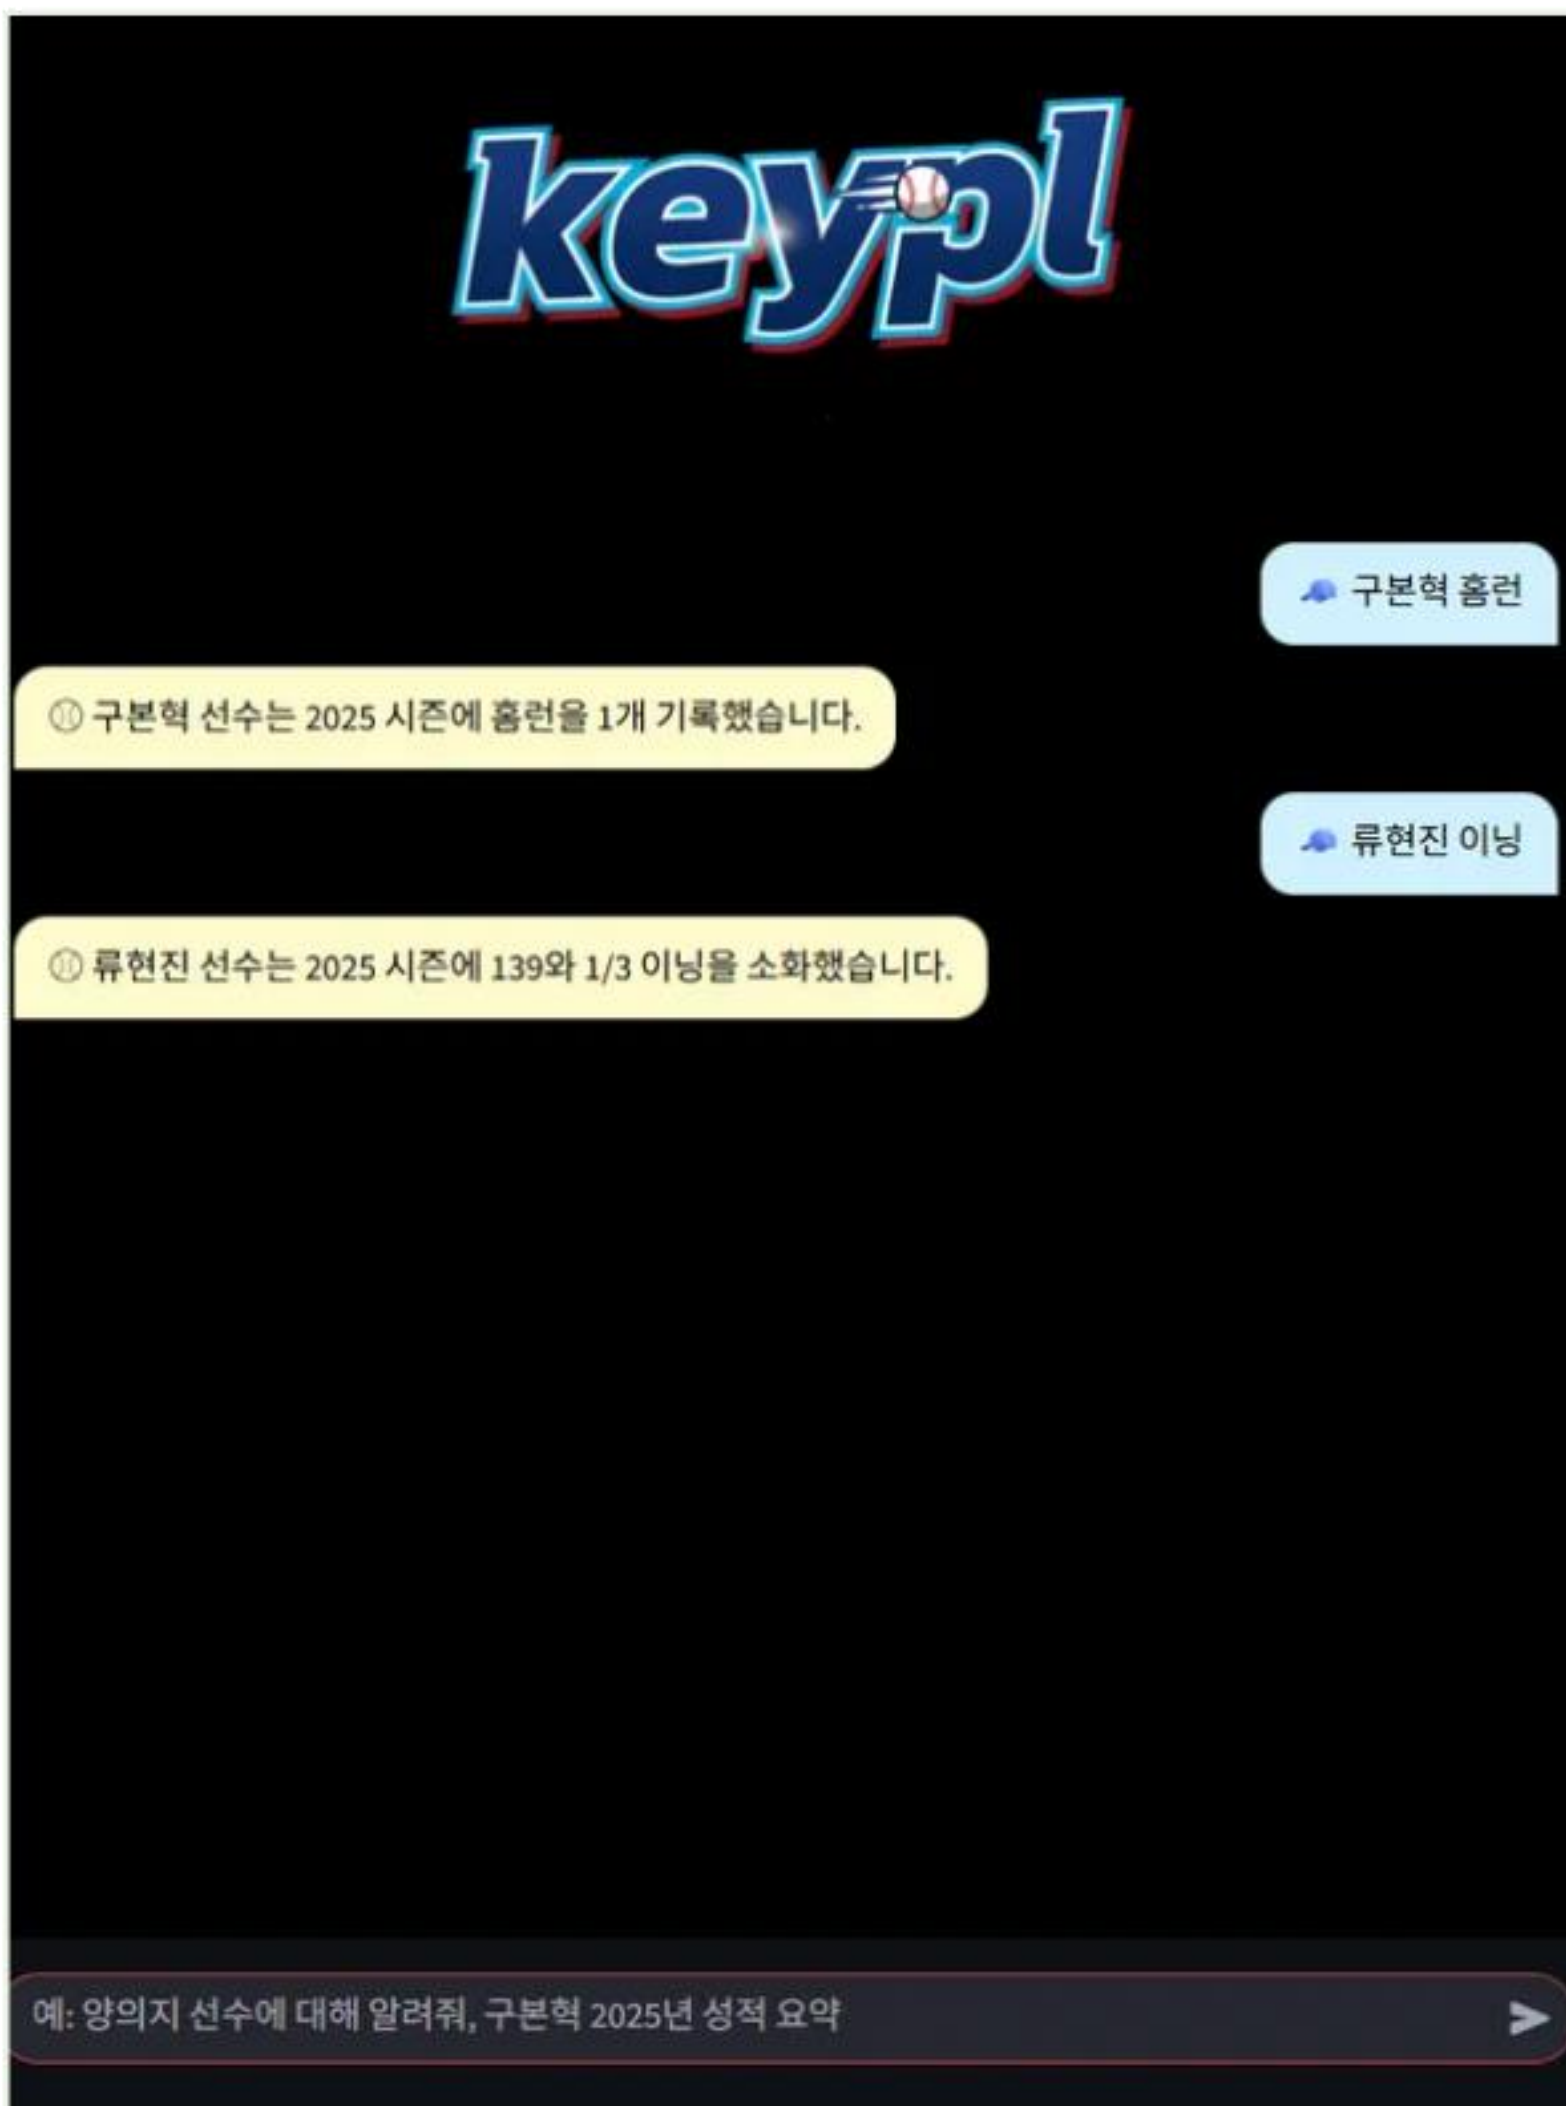 keypl
구본혁 홈런
구본혁 선수는 2025 시즌에 홈런을 1개 기록했습니다.
류현진 이닝
류현진 선수는 2025 시즌에 139와 1/3 이닝을 소화했습니다.
예: 양의지 선수에 대해 알려줘, 구본혁 2025년 성적 요약